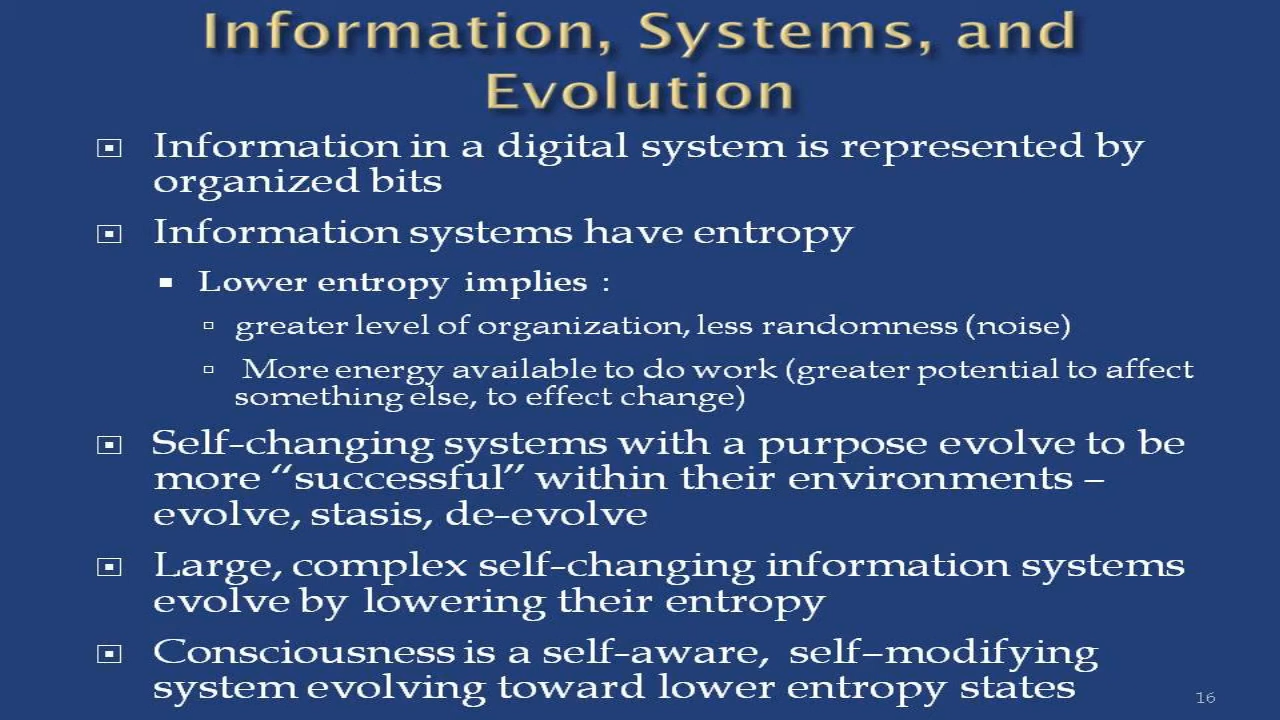 Information, Systems, and
Evolution
Information in a digital system is represented by
organized bits
Information systems have entropy
Lower entropy implies :
greater level of organization, less randomness (noise)
More energy available to do work (greater potential to affect
something else, to effect change)
Self-changing systems with a purpose evolve to be
more “successful” within their environments –
evolve, stasis, de-evolve
Large, complex self-changing information systems
evolve by lowering their entropy
Consciousness is a self-aware, self–modifying
system evolving toward lower entropy states
16